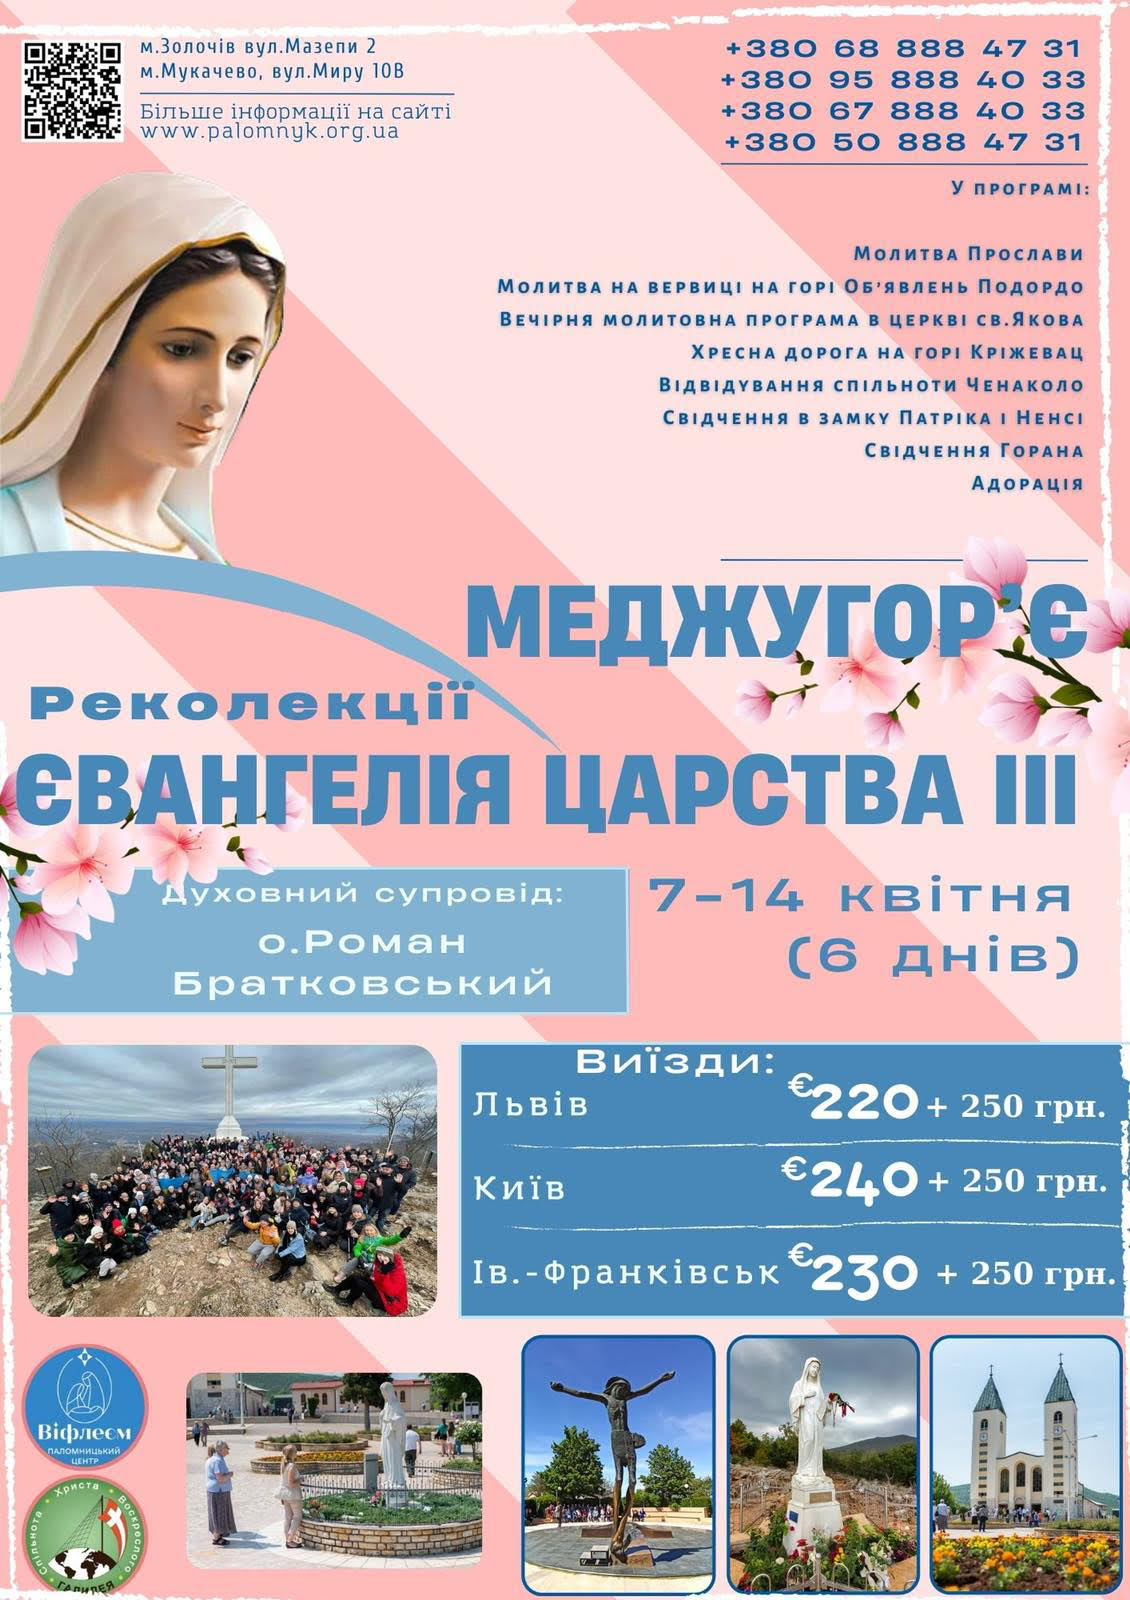 м.Золочів вул.Мазепи 2
м.Мукачево, вул.Миру 10В
Більше інформації на сайті
www.palomnyk.org.ua
+380 68 888 47 31
+380 95 888 40 33
+380 67 888 40 33
+380 50 888 47 31
У програмі:
Молитва Прослави
Молитва на вервиці на горі Об'явлень Подордо
Вечірня молитовна програма в церкві св.Якова
Хресна дорога на горі Кріжевац
Відвідування спільноти Ченаколо
Свідчення в замку Патріка і Ненсі
Свідчення Горана
Адорація
МЕДЖУГОР'Є
Реколекції
ЄВАНГЕЛІЯ ЦАРСТВА ІІІ
Духовний супровід:
о.Роман
Братковський
7-14 квітня
(6 днів)
Виїзди:
Львів €220 + 250 грн.
Київ €240 + 250 грн.
Ів.-Франківськ €230 + 250 грн.
Віфлеєм
ПАЛОМНИЦЬКИЙ
ЦЕНТР
Спільнота Христа Воскреслого
ГАЛИЛЕЯ